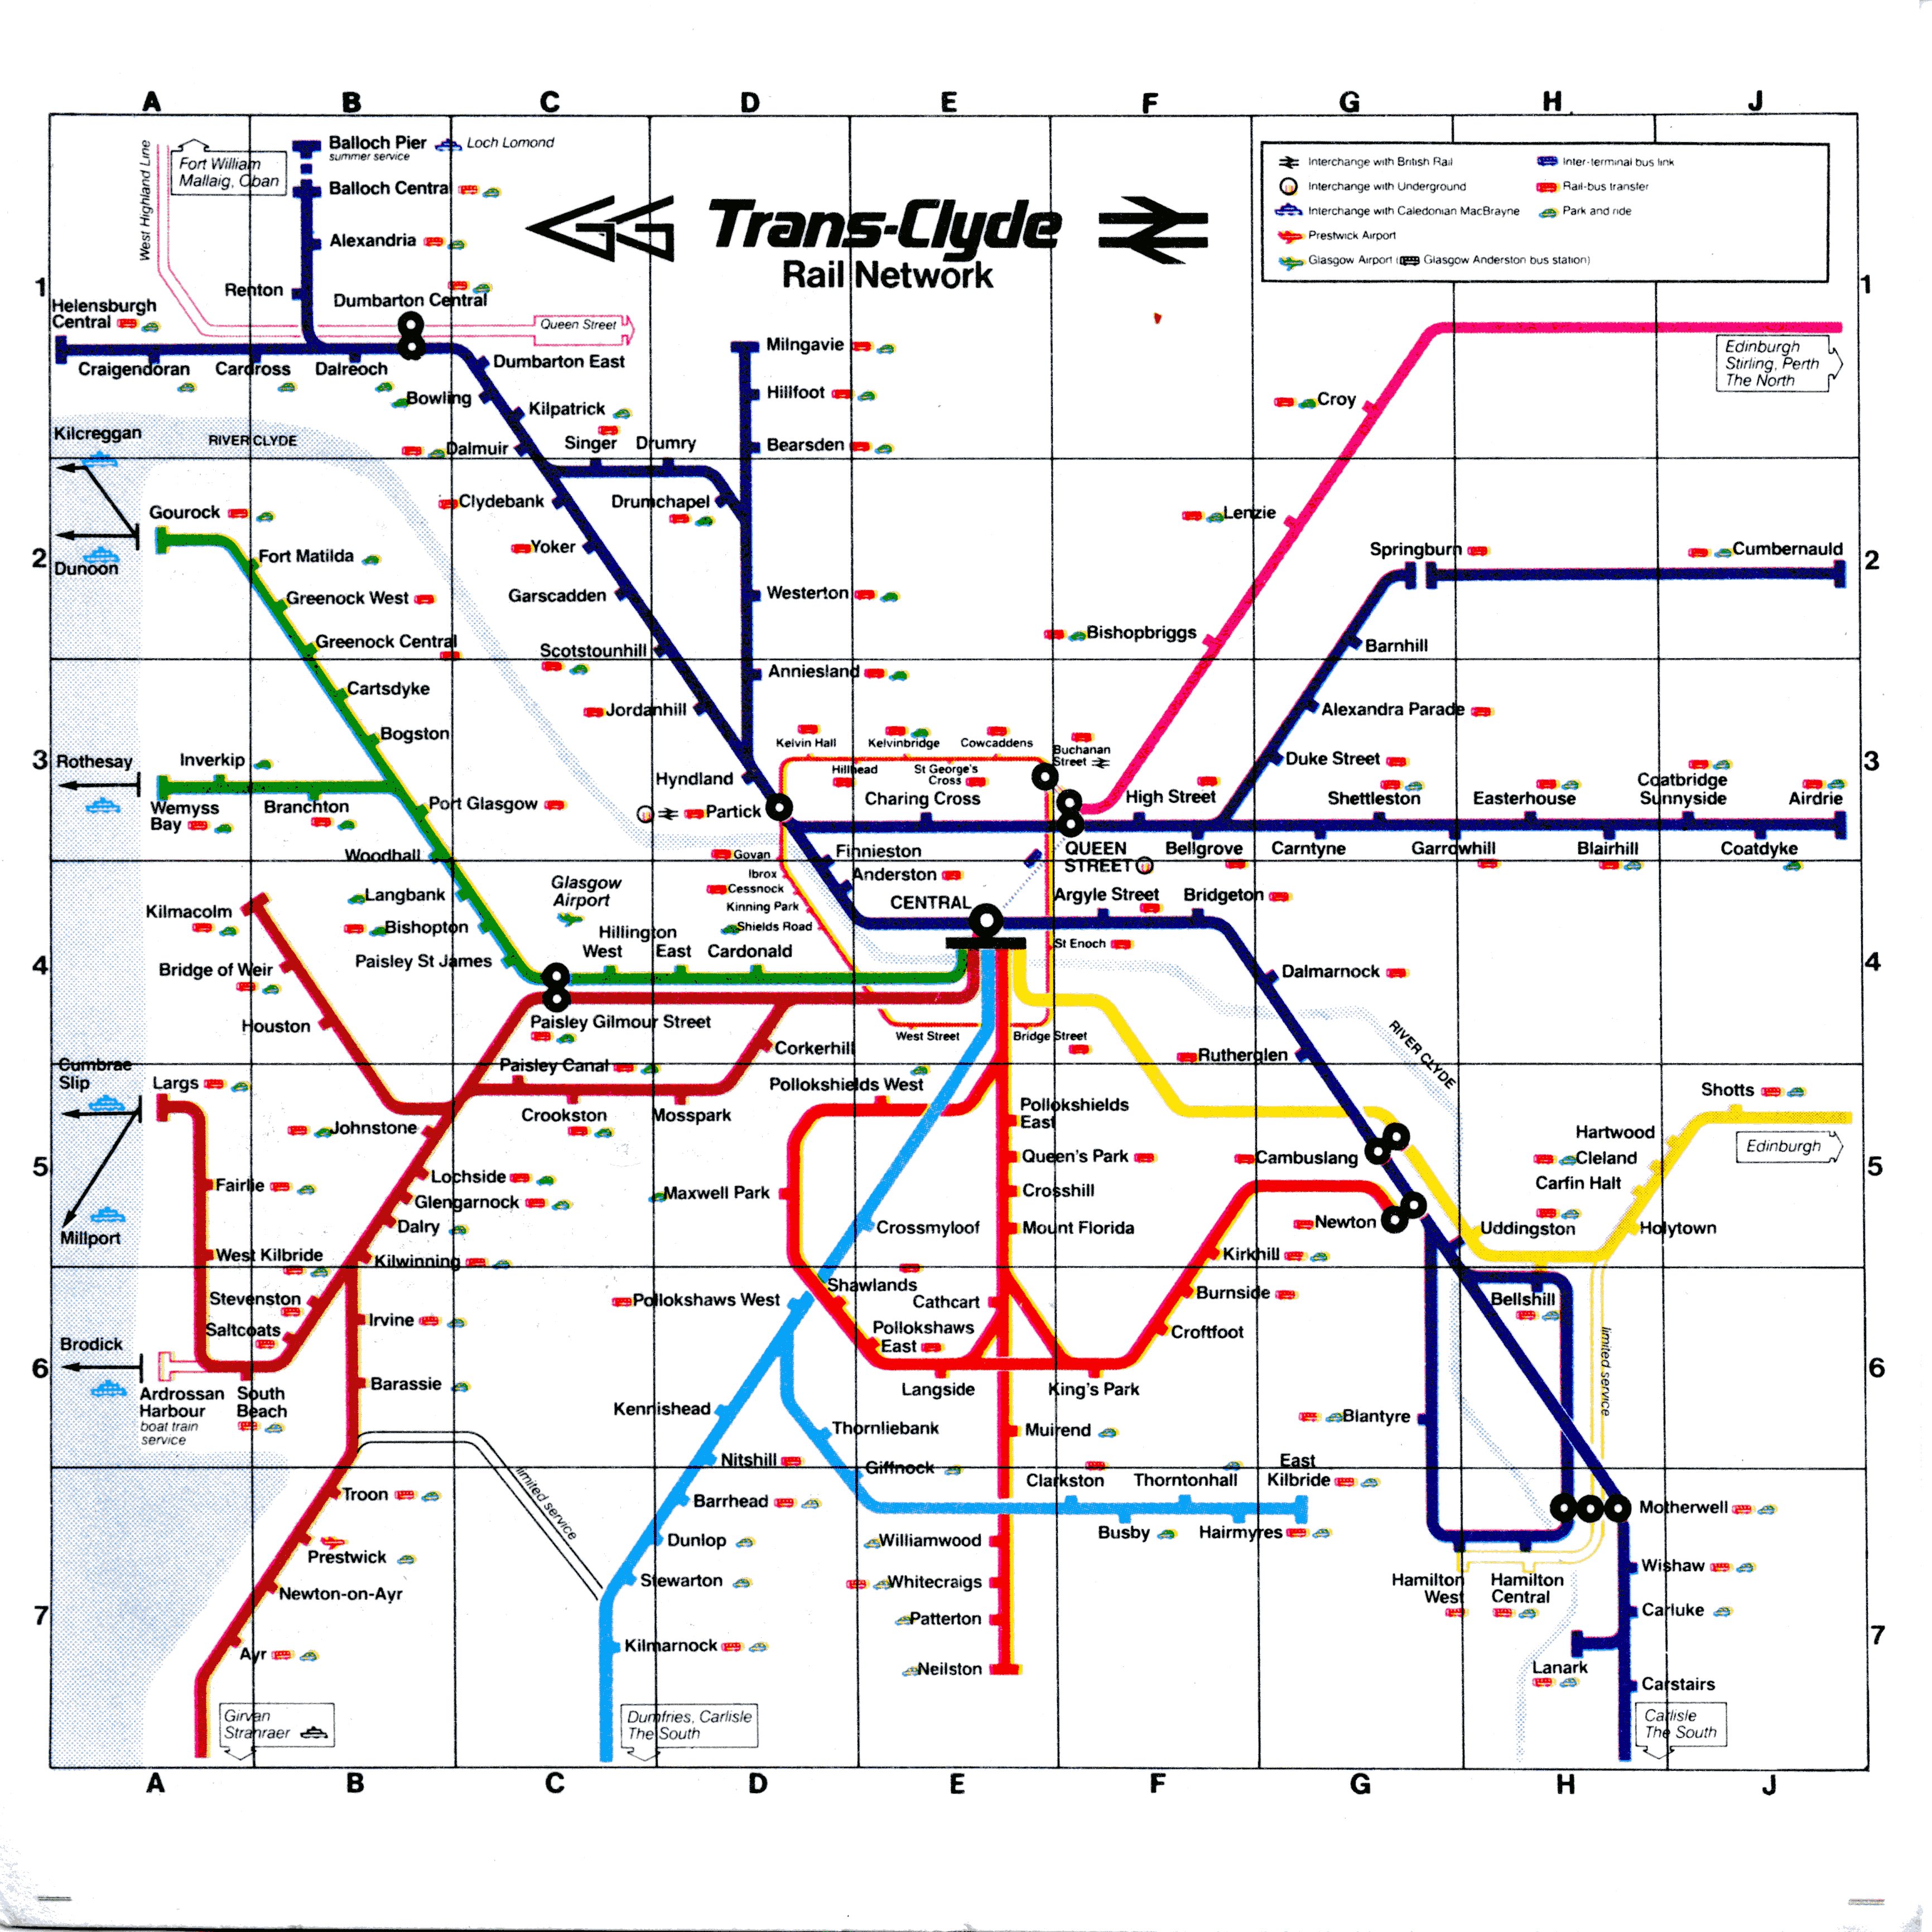 A B C D E F G H J
Trans-Clyde
Rail Network
Interchange with British Rail
Interchange with Underground
Interchange with Caledonian MacBrayne
Prestwick Airport
Glasgow Airport ( Glasgow Anderston bus station)
Inter-terminal bus link
Rail-bus transfer
Park and ride
1
1
West Highland Line
Fort William
Mallaig, Oban
Balloch Pier
summer service
Loch Lomond
Balloch Central
Alexandria
Renton
Dumbarton Central
Queen Street
Helensburgh
Central
Craigendoran
Cardross
Dalreoch
Dumbarton East
Bowling
Kilpatrick
Dalmuir
Singer
Drumry
Milngavie
Hillfoot
Bearsden
Croy
Edinburgh
Stirling, Perth
The North
Kilcreggan
RIVER CLYDE
2
2
Gourock
Dunoon
Fort Matilda
Greenock West
Greenock Central
Clydebank
Drumchapel
Yoker
Garscadden
Scotstounhill
Westerton
Lenzie
Bishopbriggs
Springburn
Cumbernauld
Barnhill
3
3
Cartsdyke
Bogston
Rothesay
Inverkip
Wemyss
Bay
Branchton
Port Glasgow
Woodhall
Jordanhill
Anniesland
Hyndland
Partick
Kelvin Hall
Hillhead
Kelvinbridge
St George's
Cross
Cowcaddens
Buchanan
Street
Charing Cross
High Street
Alexandra Parade
Duke Street
Shettleston
Easterhouse
Coatbridge
Sunnyside
Airdrie
Finnieston
QUEEN
STREET
Bellgrove
Carntyne
Garrowhill
Blairhill
Coatdyke
4
4
Kilmacolm
Langbank
Bishopton
Paisley St James
Bridge of Weir
Houston
Glasgow
Airport
Hillington
West
East
Cardonald
Govan
Ibrox
Cessnock
Kinning Park
Shields Road
Anderston
CENTRAL
Argyle Street
Bridgeton
St Enoch
Dalmarnock
Paisley Gilmour Street
Corkerhill
West Street
Bridge Street
Rutherglen
RIVER CLYDE
Paisley Canal
5
5
Cumbrae
Slip
Largs
Johnstone
Crookston
Mosspark
Pollokshields West
Pollokshields
East
Queen's Park
Crosshill
Mount Florida
Maxwell Park
Crossmyloof
Cambuslang
Newton
Kirkhill
Shotts
Hartwood
Cleland
Carfin Halt
Edinburgh
Uddingston
Holytown
Lochside
Glengarnock
Dalry
Kilwinning
Fairlie
Millport
West Kilbride
6
6
Stevenston
Saltcoats
Irvine
Brodick
Ardrossan
Harbour
boat train
service
South
Beach
Barassie
Pollokshaws West
Shawlands
Cathcart
Pollokshaws
East
Langside
King's Park
Burnside
Croftfoot
Bellshill
limited service
Kennishead
Thornliebank
Muirend
Blantyre
Nitshill
Giffnock
7
7
Troon
limited service
Prestwick
Newton-on-Ayr
Ayr
Girvan
Stranraer
Barrhead
Dunlop
Stewarton
Kilmarnock
Dumfries, Carlisle
The South
Clarkston
Thorntonhall
East
Kilbride
Busby
Hairmyres
Williamwood
Whitecraigs
Patterton
Neilston
Motherwell
Hamilton
West
Hamilton
Central
Wishaw
Carluke
Lanark
Carstairs
Carlisle
The South
A B C D E F G H J